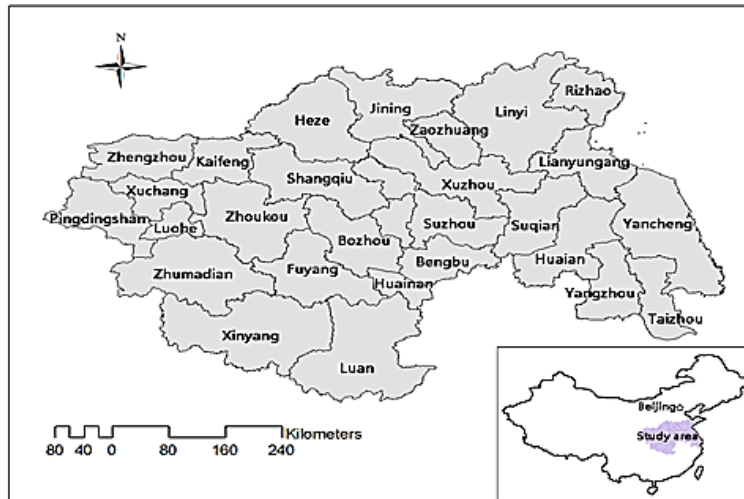 N
Rizhao
Jining
Linyi
Heze
Zaozhuang
Zhengzhou
Kaifeng
Lianyungang
Shangqiu
Xuzhou
Xuchang
Pingdingsham
Zhoukou
Suzhou
Suqian
Yancheng
Luohe
Bozhou
Zhumadian
Fuyang
Bengbu
Huaian
Huainan
Yangzhou
Taizhou
Xinyang
Luan
Kilometers
80 40 0 80 160 240
Beijing
Study area